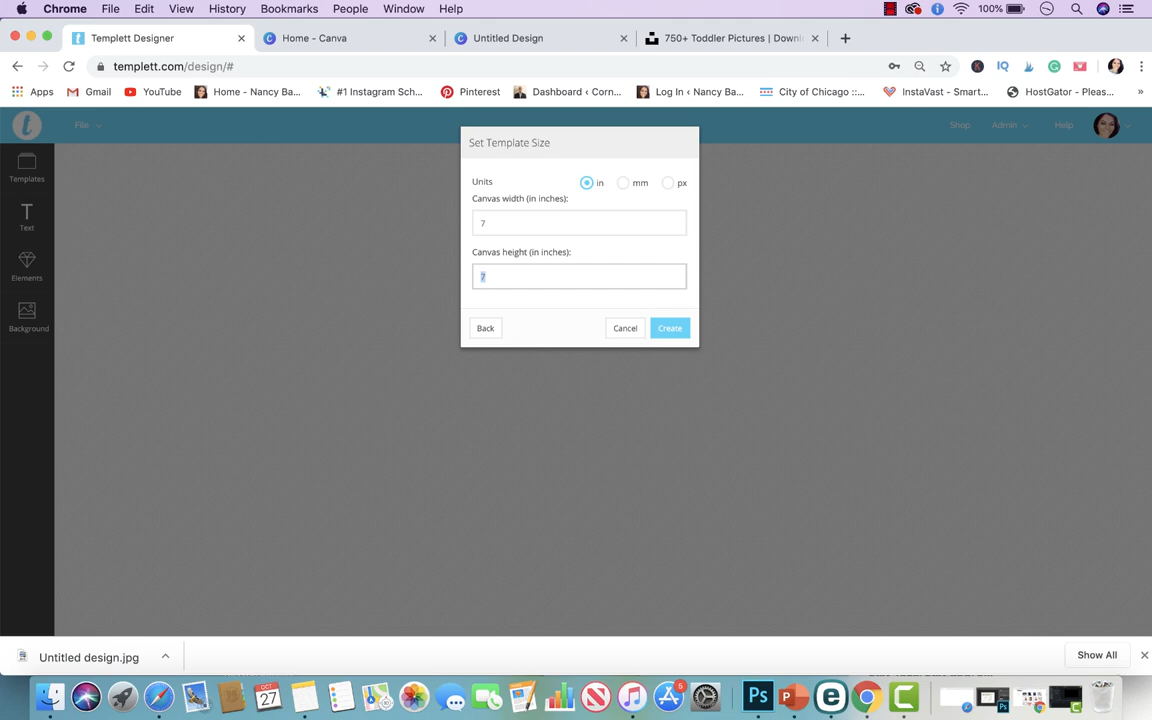 Chrome File Edit View History Bookmarks People Window Help 100%
Templett Designer Home - Canva Untitled Design 750+ Toddler Pictures | Downl
templett.com/design/#
Apps Gmail YouTube Home - Nancy Ba... #1 Instagram Sch... Pinterest Dashboard ‹ Corn... Log In ‹ Nancy Ba... City of Chicago ::... InstaVast - Smart... HostGator - Pleas... »
t File Shop Admin Help
Templates
Text
Elements
Background
Set Template Size
Units in mm px
Canvas width (in inches):
7
Canvas height (in inches):
7
Back Cancel Create
Untitled design.jpg Show All
OCT
27
5
Ps